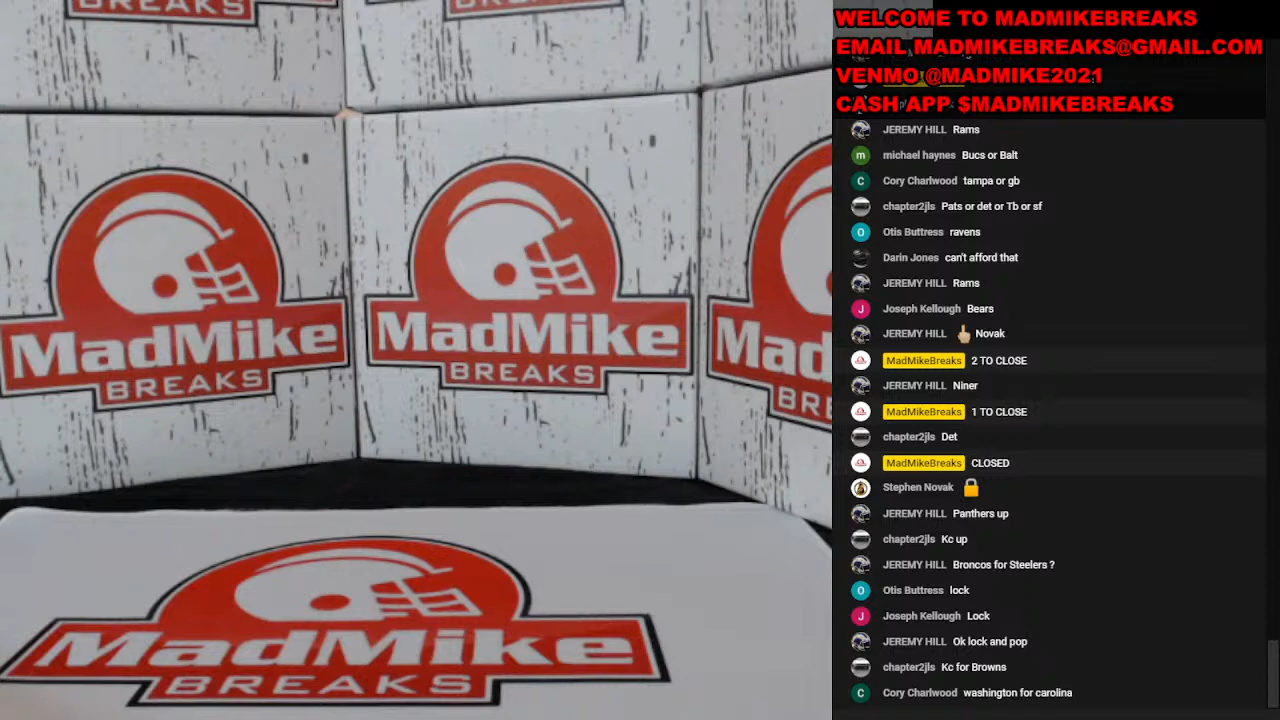 BREAKS
BREAKS
WELCOME TO MADMIKEBREAKS
EMAIL MADMIKEBREAKS@GMAIL.COM
VENMO @MADMIKE2021
CASH APP $MADMIKEBREAKS
JEREMY HILL Rams
michael haynes Bucs or Balt
Cory Charlwood tampa or gb
chapter2jls Pats or det or Tb or sf
Otis Buttress ravens
Darin Jones can't afford that
JEREMY HILL Rams
Joseph Kellough Bears
JEREMY HILL 🖕🏼 Novak
MadMikeBreaks 2 TO CLOSE
JEREMY HILL Niner
MadMikeBreaks 1 TO CLOSE
chapter2jls Det
MadMikeBreaks CLOSED
Stephen Novak 🔒
JEREMY HILL Panthers up
chapter2jls Kc up
JEREMY HILL Broncos for Steelers ?
Otis Buttress lock
Joseph Kellough Lock
JEREMY HILL Ok lock and pop
chapter2jls Kc for Browns
Cory Charlwood washington for carolina
MadMike
BREAKS
MadMike
BREAKS
MadM
BRE
MadMike
BREAKS